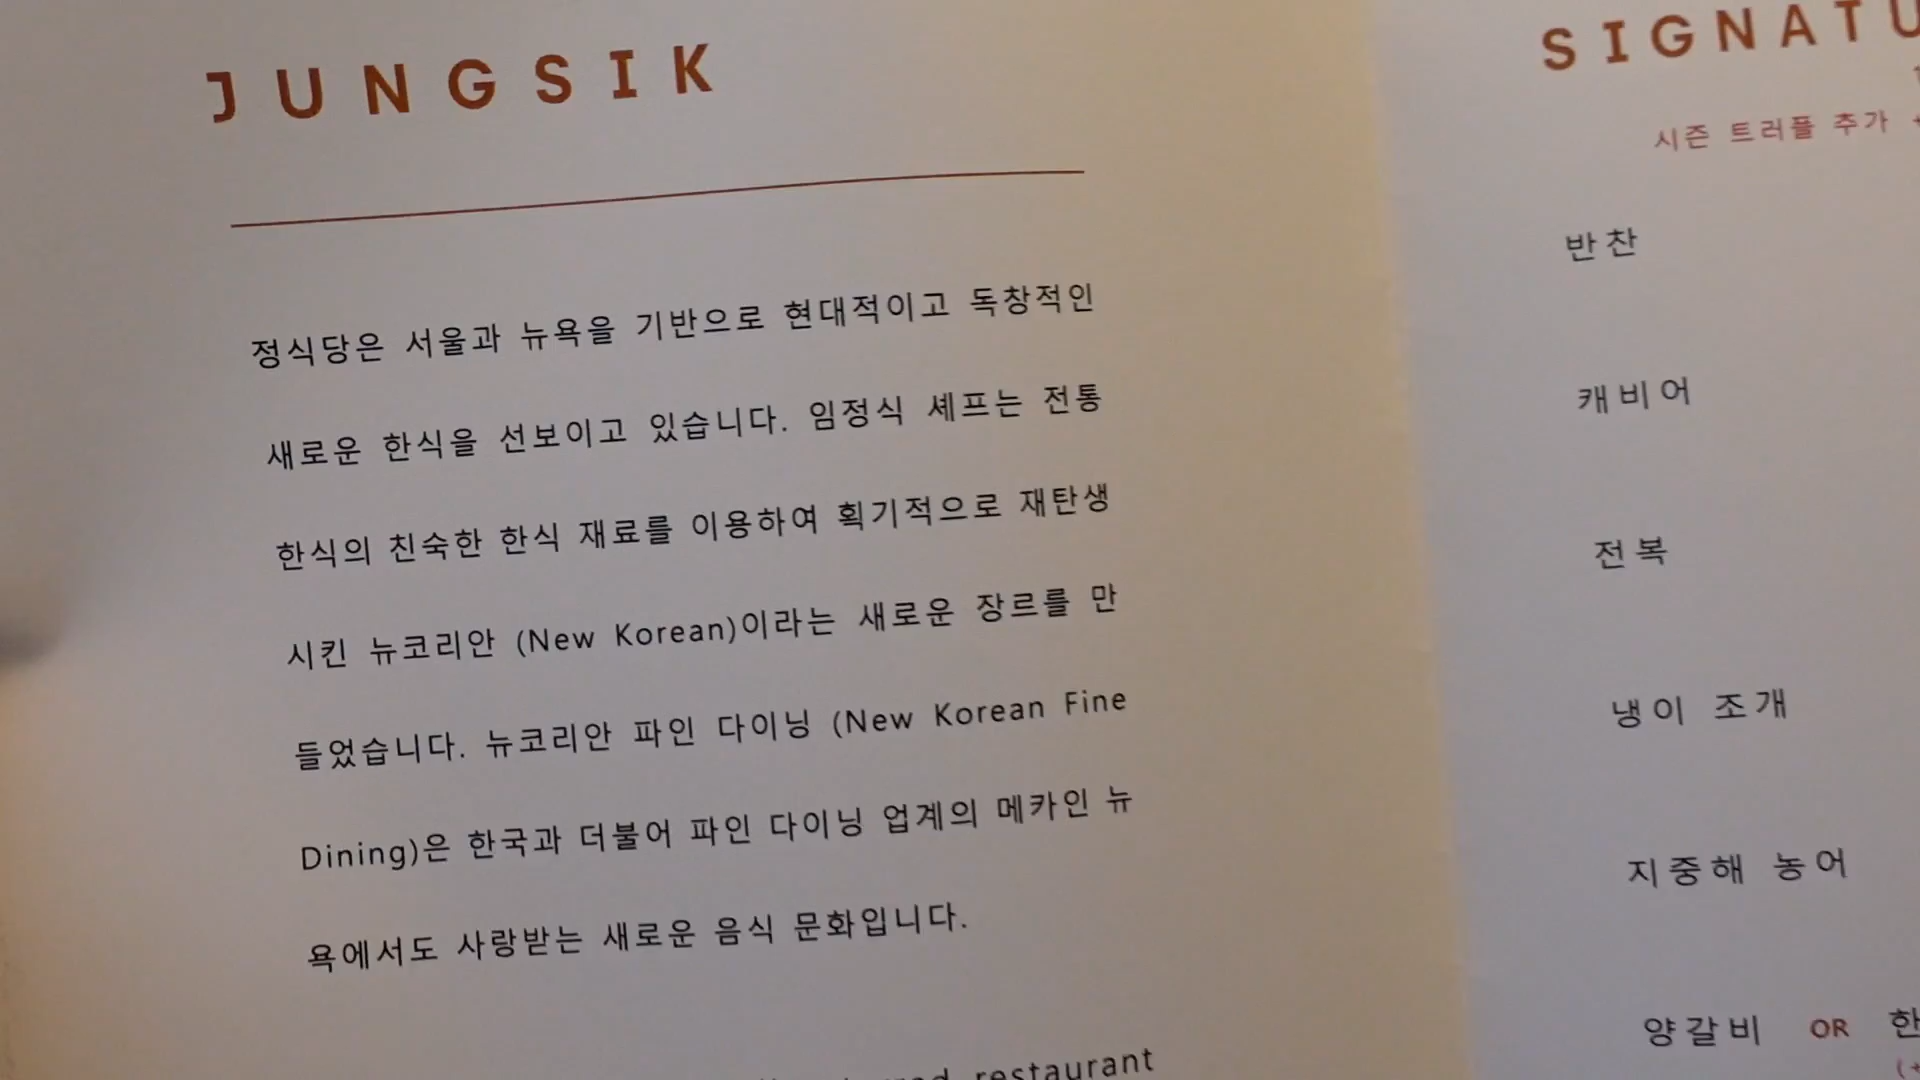 JUNGSIK
정식당은 서울과 뉴욕을 기반으로 현대적이고 독창적인
새로운 한식을 선보이고 있습니다. 임정식 셰프는 전통
한식의 친숙한 한식 재료를 이용하여 획기적으로 재탄생
시킨 뉴코리안 (New Korean)이라는 새로운 장르를 만
들었습니다. 뉴코리안 파인 다이닝 (New Korean Fine
Dining)은 한국과 더불어 파인 다이닝 업계의 메카인 뉴
욕에서도 사랑받는 새로운 음식 문화입니다.
restaurant
SIGNATU
시즌 트러플 추가
반찬
캐비어
전복
냉이 조개
지중해 농어
양갈비 OR 한